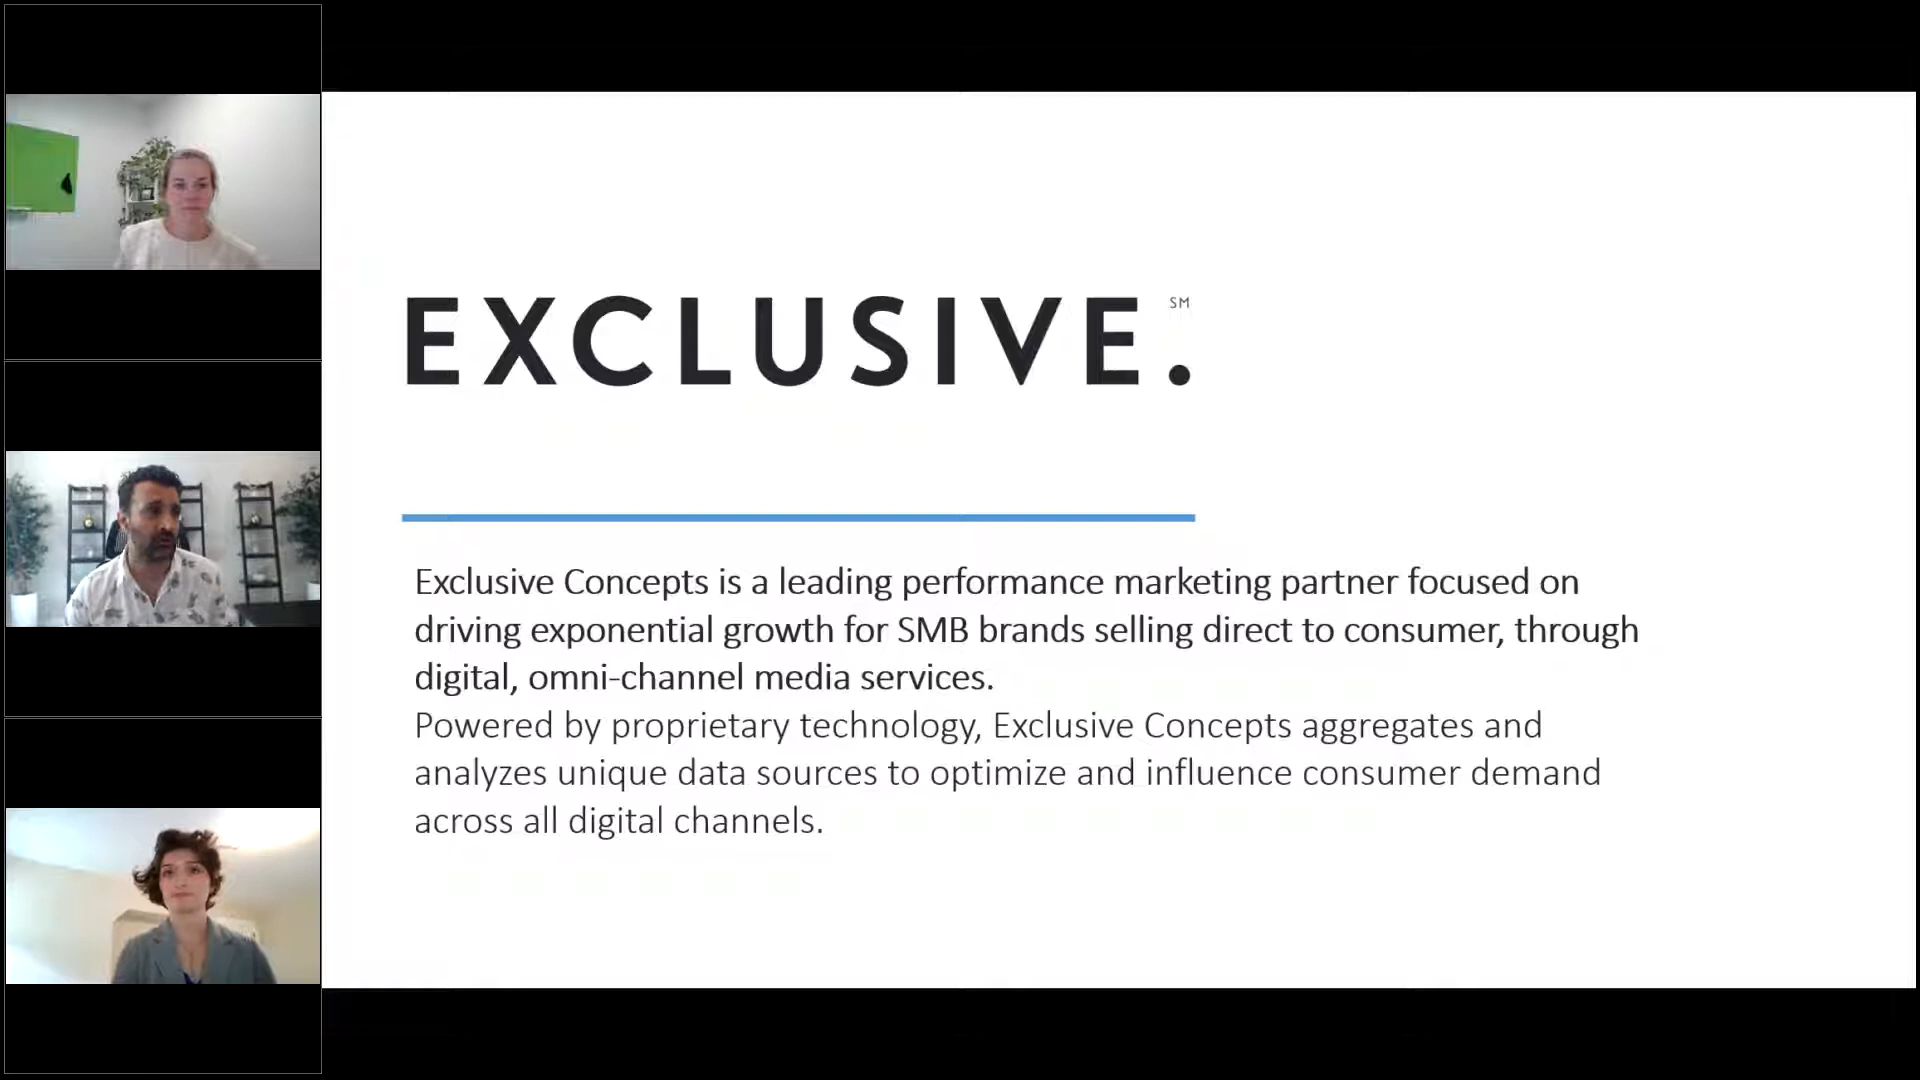 EXCLUSIVE. SM
Exclusive Concepts is a leading performance marketing partner focused on
driving exponential growth for SMB brands selling direct to consumer, through
digital, omni-channel media services.
Powered by proprietary technology, Exclusive Concepts aggregates and
analyzes unique data sources to optimize and influence consumer demand
across all digital channels.